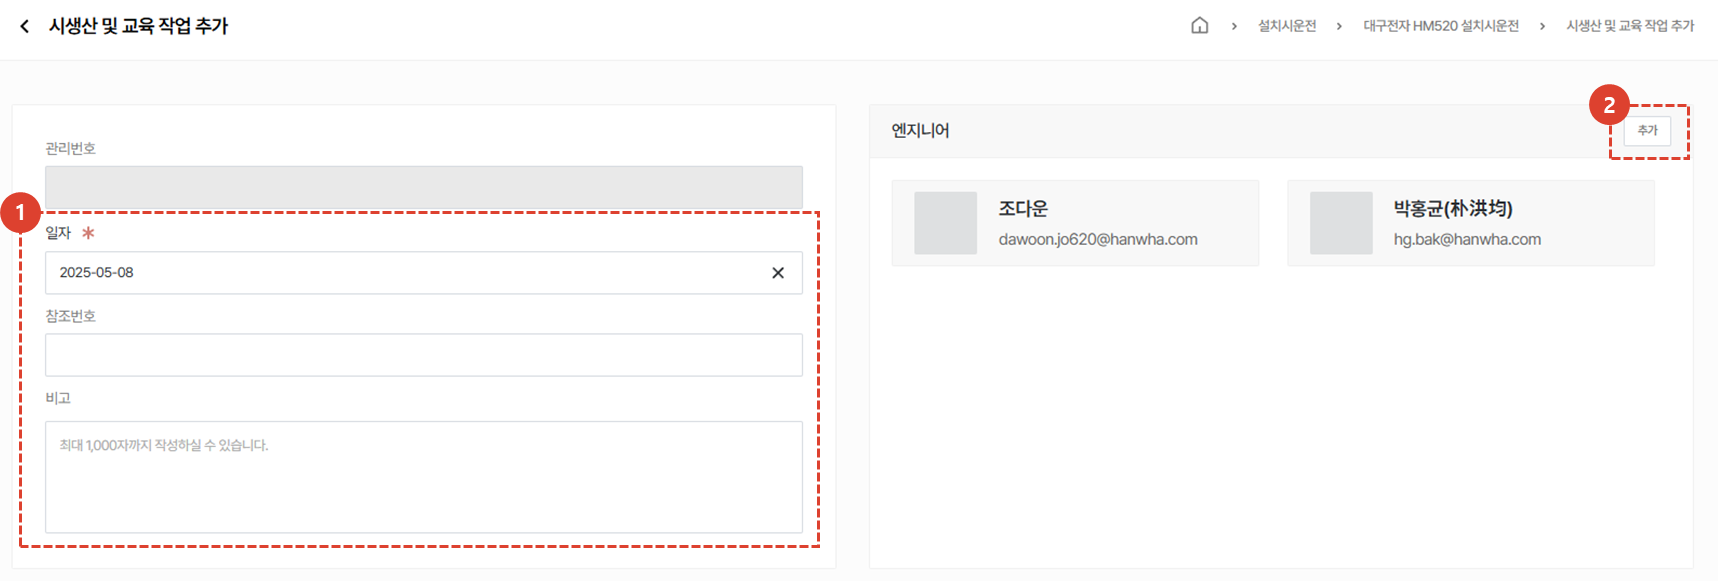 시생산 및 교육 작업 추가
설치시운전 > 대구전자 HM520 설치시운전 > 시생산 및 교육 작업 추가
관리번호
1
일자 *
2025-05-08
참조번호
비고
최대 1,000자까지 작성하실 수 있습니다.
엔지니어
2
추가
조다운
dawoon.jo620@hanwha.com
박홍균(朴洪均)
hg.bak@hanwha.com